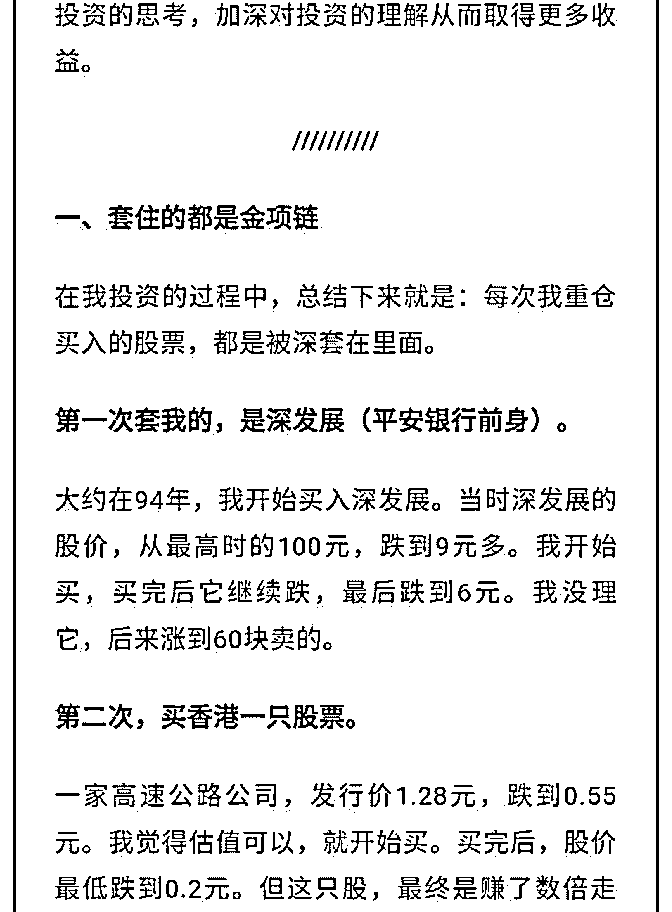 投资的思考，加深对投资的理解从而取得更多收
益。
//////////
一、套住的都是金项链
在我投资的过程中，总结下来就是：每次我重仓
买入的股票，都是被深套在里面。
第一次套我的，是深发展（平安银行前身）。
大约在94年，我开始买入深发展。当时深发展的
股价，从最高时的100元，跌到9元多。我开始
买，买完后它继续跌，最后跌到6元。我没理
它，后来涨到60块卖的。
第二次，买香港一只股票。
一家高速公路公司，发行价1.28元，跌到0.55
元。我觉得估值可以，就开始买。买完后，股价
最低跌到0.2元。但这只股，最终是赚了数倍走